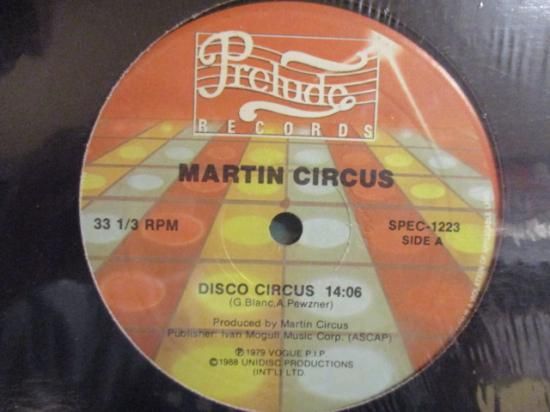 Prelude
RECORDS
MARTIN CIRCUS
33 1/3 RPM
SPEC-1223
SIDE A
DISCO CIRCUS 14:06
(G.Blanc,A.Pewzner)
Produced by Martin Circus
Publisher: Ivan Mogull Music Corp. (ASCAP)
Ⓟ1979 VOGUE P.I.P
©1988 UNIDISC PRODUCTIONS
(INT'L) LTD.